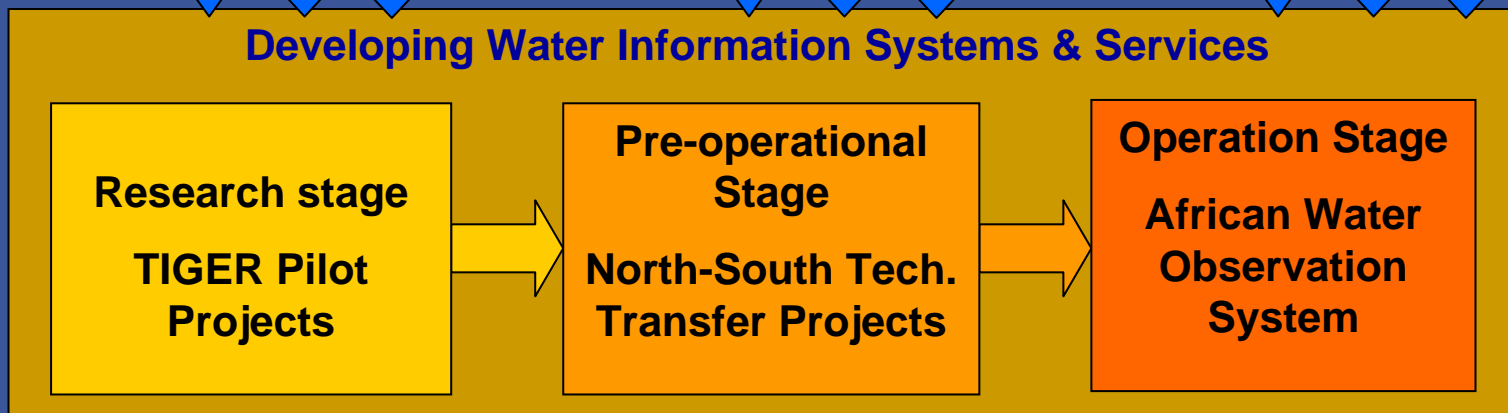 Developing Water Information Systems & Services
Research stage
TIGER Pilot
Projects
Pre-operational
Stage
North-South Tech.
Transfer Projects
Operation Stage
African Water
Observation
System